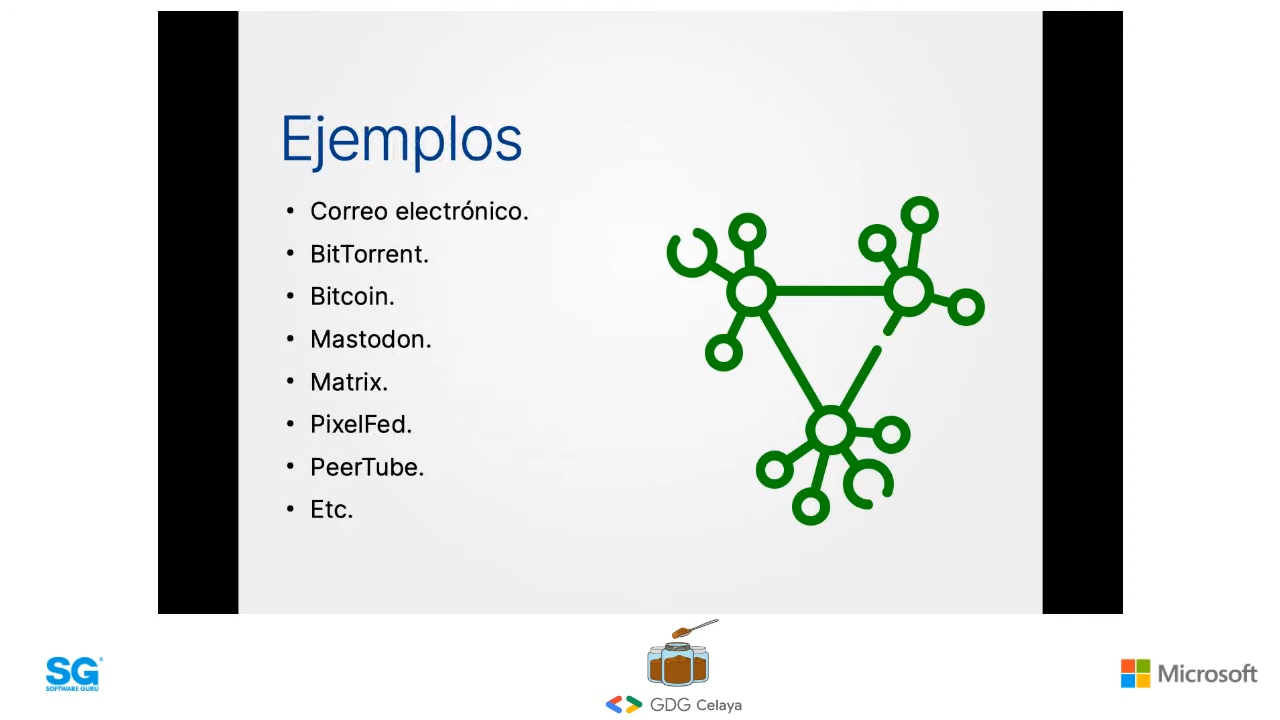 Ejemplos
• Correo electrónico.
• BitTorrent.
• Bitcoin.
• Mastodon.
• Matrix.
• PixelFed.
• PeerTube.
• Etc.
SG
SOFTWARE GURU
GDG Celaya
Microsoft